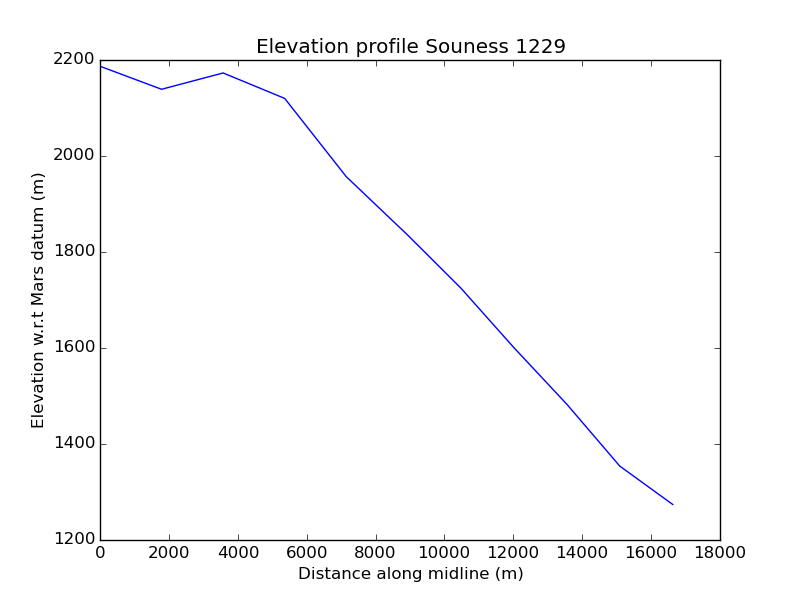 Elevation profile Souness 1229
2200
2000
1800
1600
1400
1200
Elevation w.r.t Mars datum (m)
0 2000 4000 6000 8000 10000 12000 14000 16000 18000
Distance along midline (m)